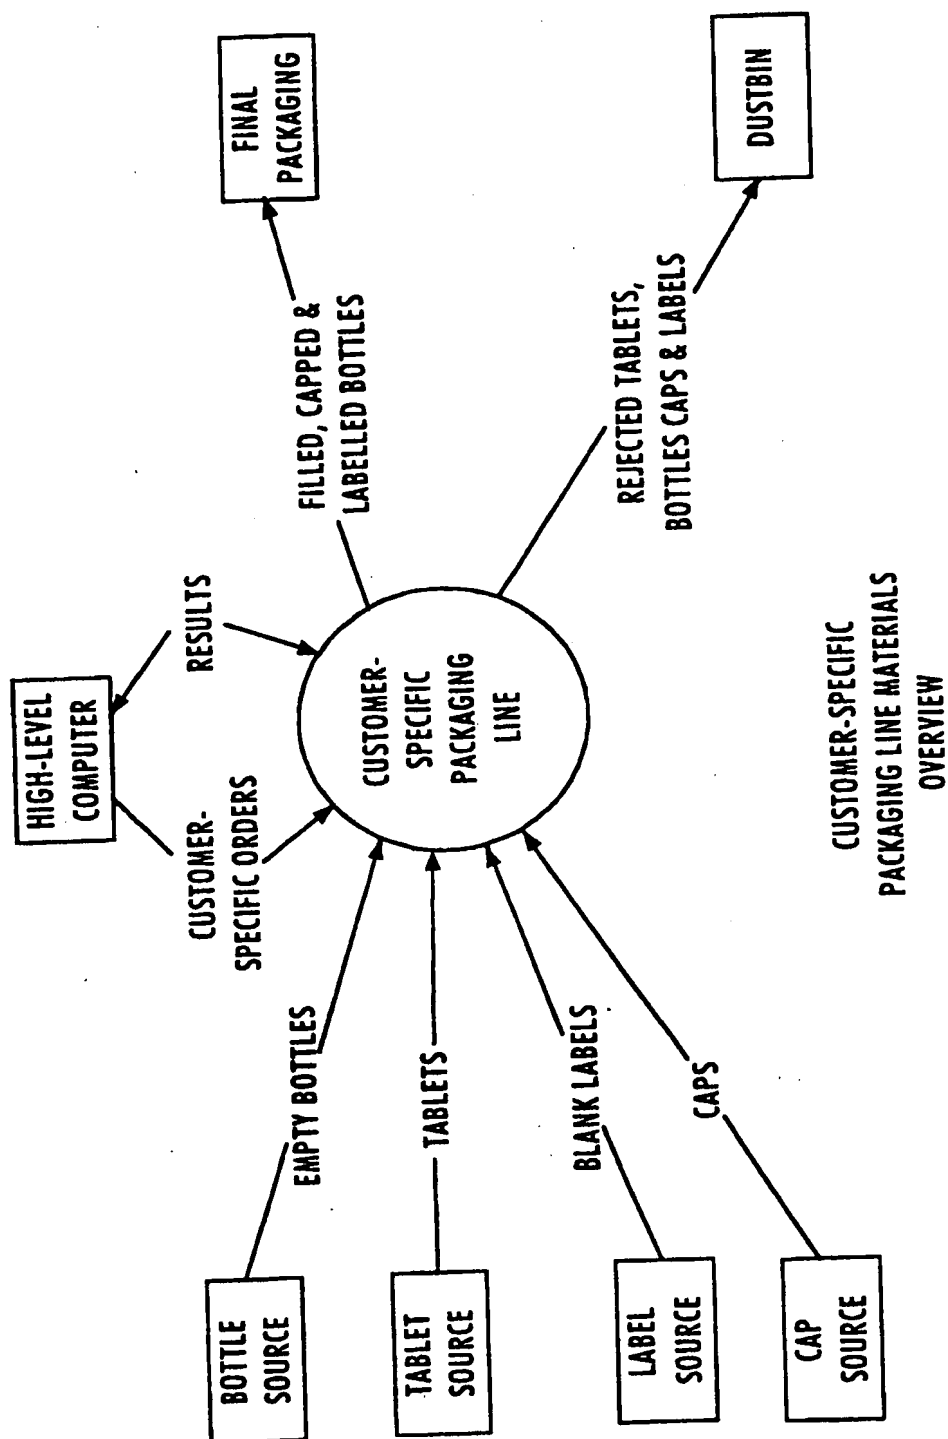 HIGH-LEVEL
COMPUTER
CUSTOMER-
SPECIFIC ORDERS
RESULTS
BOTTLE
SOURCE
EMPTY BOTTLES
TABLET
SOURCE
TABLETS
LABEL
SOURCE
BLANK LABELS
CAP
SOURCE
CAPS
CUSTOMER-
SPECIFIC
PACKAGING
LINE
FILLED, CAPPED &
LABELLED BOTTLES
FINAL
PACKAGING
REJECTED TABLETS,
BOTTLES CAPS & LABELS
DUSTBIN
CUSTOMER-SPECIFIC
PACKAGING LINE MATERIALS
OVERVIEW